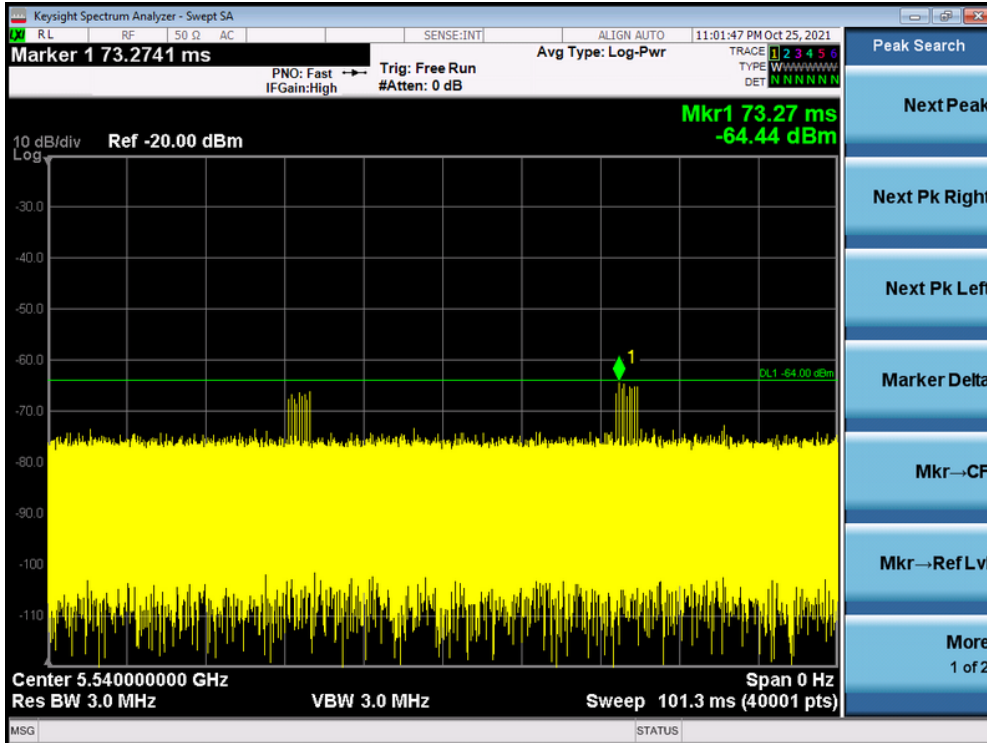 Keysight Spectrum Analyzer - Swept SA
LXI RL RF 50 Ω AC SENSE:INT ALIGN AUTO 11:01:47 PM Oct 25, 2021
Marker 1 73.2741 ms
PNO: Fast
IFGain:High
Trig: Free Run
#Atten: 0 dB
Avg Type: Log-Pwr
TRACE 1 2 3 4 5 6
TYPE WWWWWW
DET N N N N N N
Mkr1 73.27 ms
-64.44 dBm
10 dB/div Ref -20.00 dBm
Log
-30.0
-40.0
-50.0
-60.0
1
DL1 -64.00 dBm
-70.0
-80.0
-90.0
-100
-110
Center 5.540000000 GHz Span 0 Hz
Res BW 3.0 MHz VBW 3.0 MHz Sweep 101.3 ms (40001 pts)
MSG STATUS
Peak Search
Next Peak
Next Pk Right
Next Pk Left
Marker Delta
Mkr→CF
Mkr→Ref Lvl
More
1 of 2